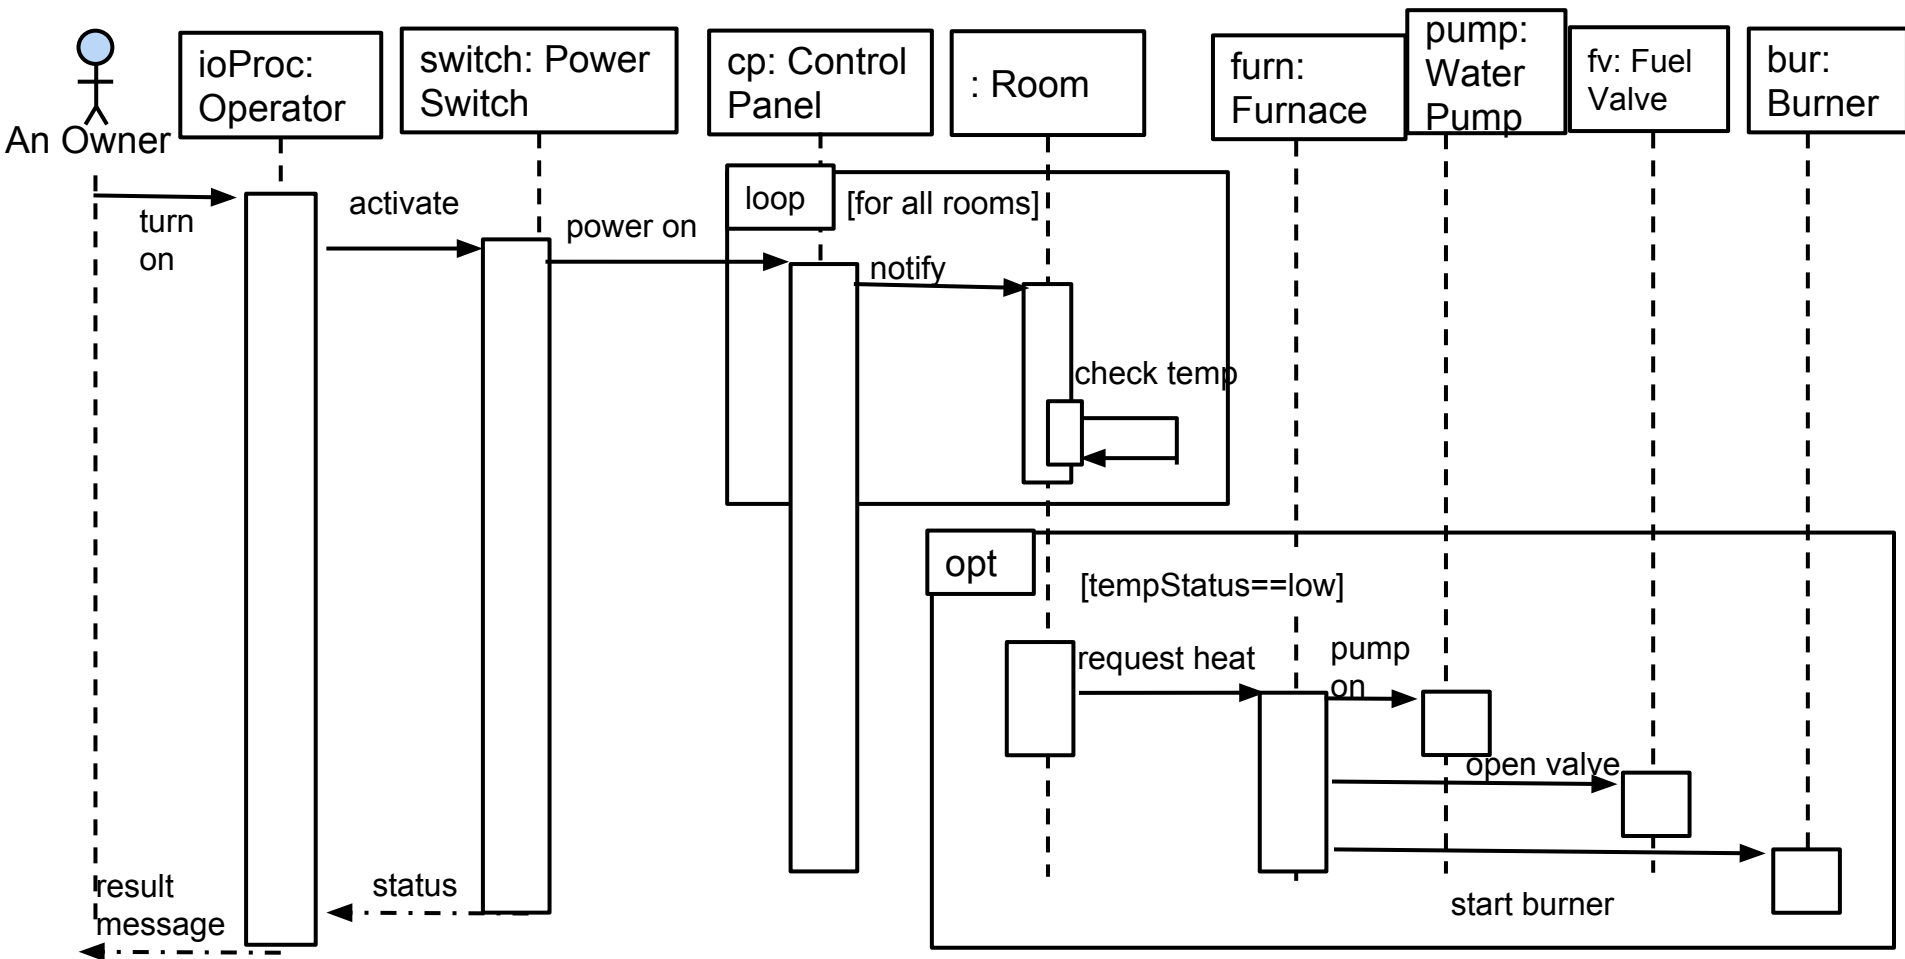 An Owner
ioProc:
Operator
switch: Power
Switch
cp: Control
Panel
: Room
furn:
Furnace
pump:
Water
Pump
fv: Fuel
Valve
bur:
Burner
turn
on
activate
power on
loop
[for all rooms]
notify
check temp
opt
[tempStatus==low]
request heat
pump
on
open valve
start burner
status
result
message